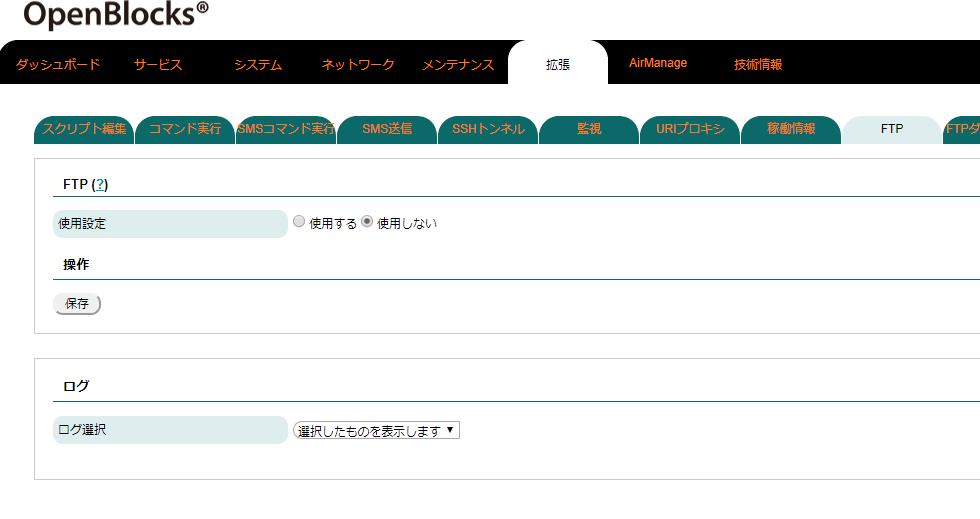 OpenBlocks®
ダッシュボード サービス システム ネットワーク メンテナンス 拡張 AirManage 技術情報
スクリプト編集 コマンド実行 SMSコマンド実行 SMS送信 SSHトンネル 監視 URIプロキシ 稼働情報 FTP FTPダ
FTP (?)
使用設定 使用する 使用しない
操作
保存
ログ
ログ選択 選択したものを表示します